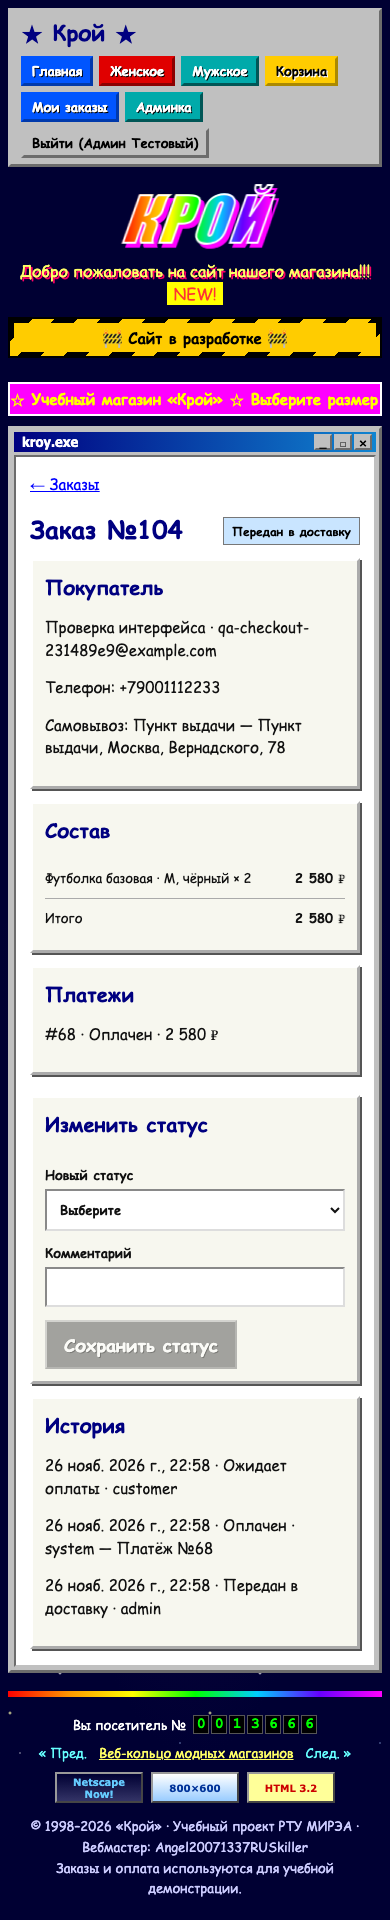 ★ Крой ★
Главная Женское Мужское Корзина
Мои заказы Админка
Выйти (Админ Тестовый)
КРОЙ
Добро пожаловать на сайт нашего магазина!!!
NEW!
🚧 Сайт в разработке 🚧
☆ Учебный магазин «Крой» ☆ Выберите размер
kroy.exe _ □ ×
← Заказы
Заказ №104 Передан в доставку
Покупатель
Проверка интерфейса · qa-checkout-
231489e9@example.com
Телефон: +79001112233
Самовывоз: Пункт выдачи — Пункт
выдачи, Москва, Вернадского, 78
Состав
Футболка базовая · M, чёрный × 2 2 580 ₽
Итого 2 580 ₽
Платежи
#68 · Оплачен · 2 580 ₽
Изменить статус
Новый статус
Выберите
Комментарий
Сохранить статус
История
26 нояб. 2026 г., 22:58 · Ожидает
оплаты · customer
26 нояб. 2026 г., 22:58 · Оплачен ·
system — Платёж №68
26 нояб. 2026 г., 22:58 · Передан в
доставку · admin
Вы посетитель № 0013666
« Пред. Веб-кольцо модных магазинов След. »
Netscape
Now!
800×600
HTML 3.2
© 1998–2026 «Крой» · Учебный проект РТУ МИРЭА ·
Вебмастер: Angel20071337RUSkiller
Заказы и оплата используются для учебной
демонстрации.